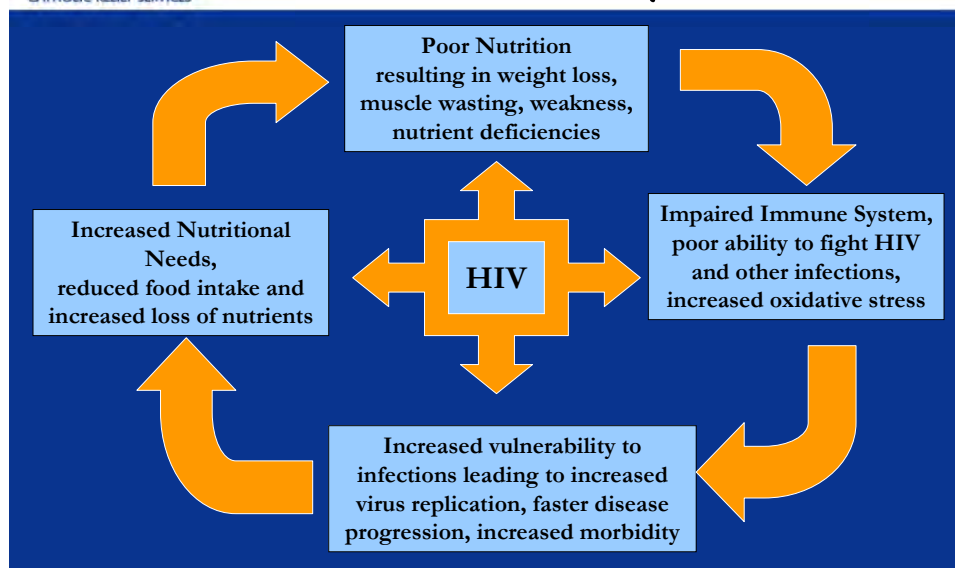 Poor Nutrition
resulting in weight loss,
muscle wasting, weakness,
nutrient deficiencies
Impaired Immune System,
poor ability to fight HIV
and other infections,
increased oxidative stress
Increased Nutritional
Needs,
reduced food intake and
increased loss of nutrients
HIV
Increased vulnerability to
infections leading to increased
virus replication, faster disease
progression, increased morbidity